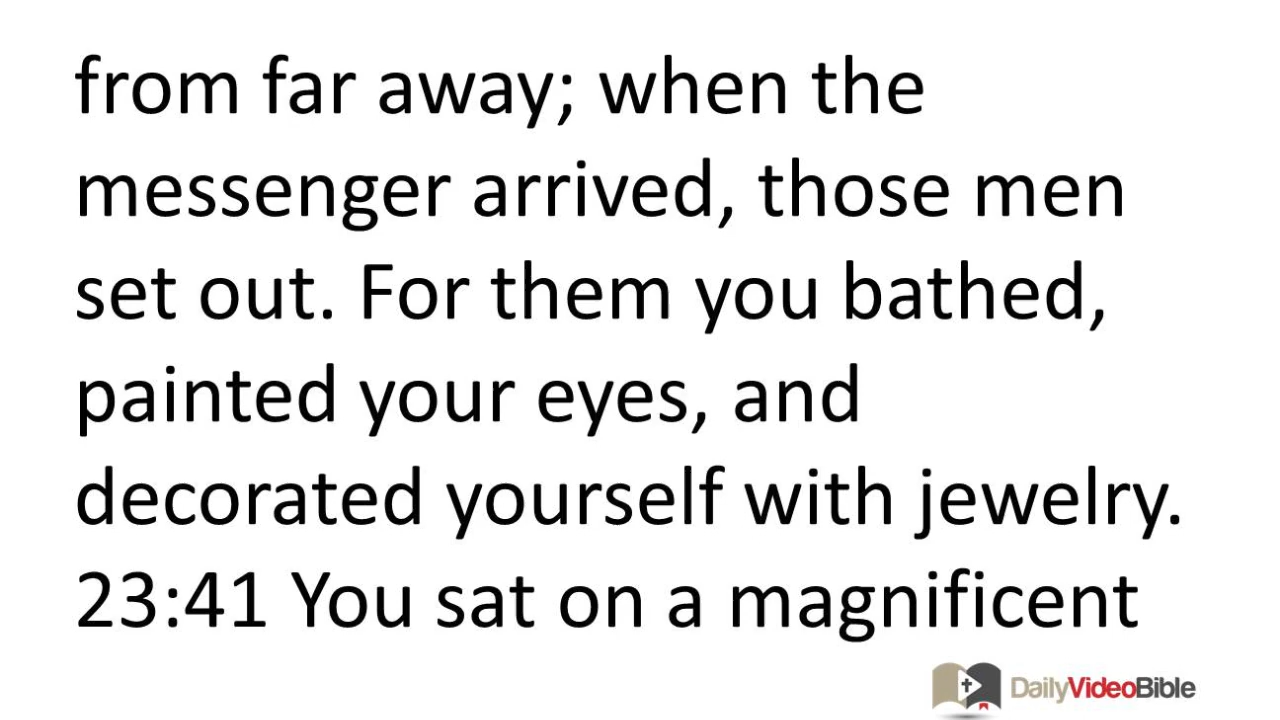 from far away; when the
messenger arrived, those men
set out. For them you bathed,
painted your eyes, and
decorated yourself with jewelry.
23:41 You sat on a magnificent
DailyVideoBible